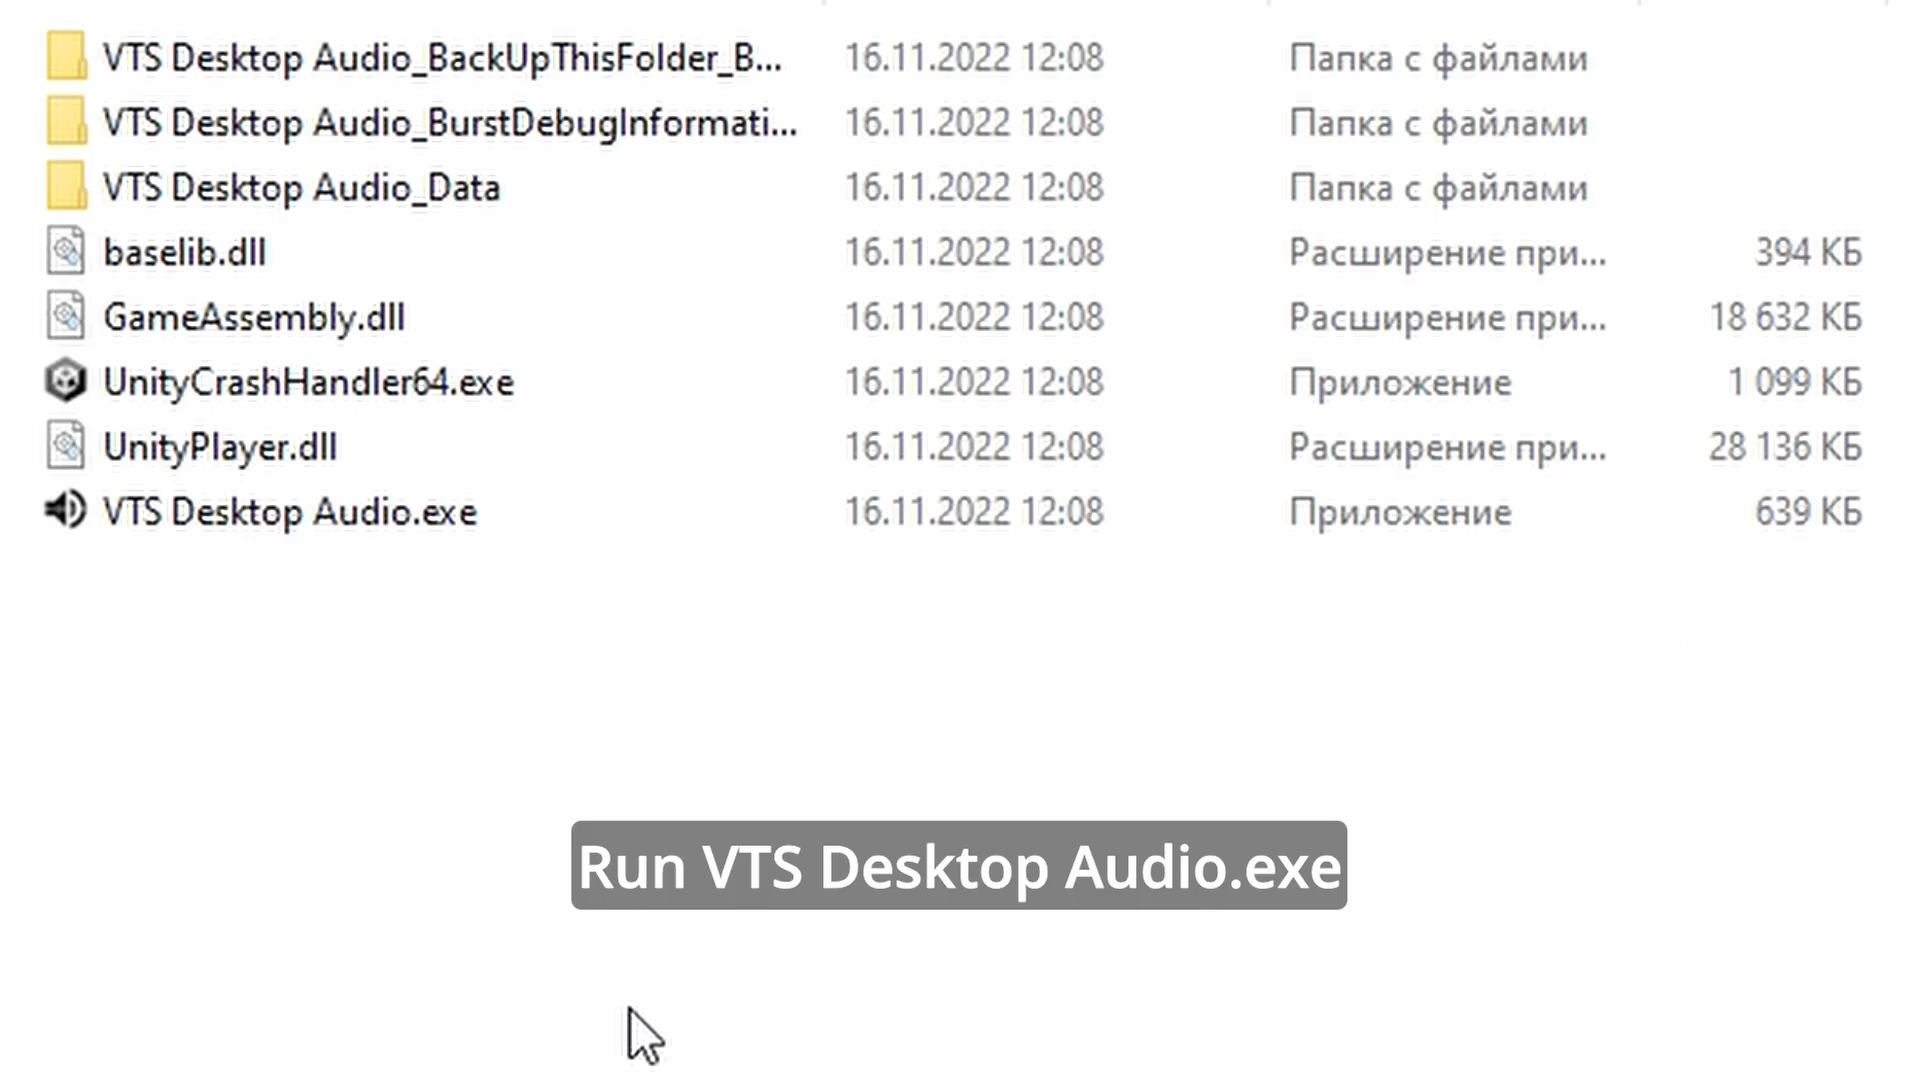 VTS Desktop Audio_BackUpThisFolder_B... 16.11.2022 12:08 Папка с файлами
VTS Desktop Audio_BurstDebugInformati... 16.11.2022 12:08 Папка с файлами
VTS Desktop Audio_Data 16.11.2022 12:08 Папка с файлами
baselib.dll 16.11.2022 12:08 Расширение при... 394 КБ
GameAssembly.dll 16.11.2022 12:08 Расширение при... 18 632 КБ
UnityCrashHandler64.exe 16.11.2022 12:08 Приложение 1 099 КБ
UnityPlayer.dll 16.11.2022 12:08 Расширение при... 28 136 КБ
VTS Desktop Audio.exe 16.11.2022 12:08 Приложение 639 КБ
Run VTS Desktop Audio.exe